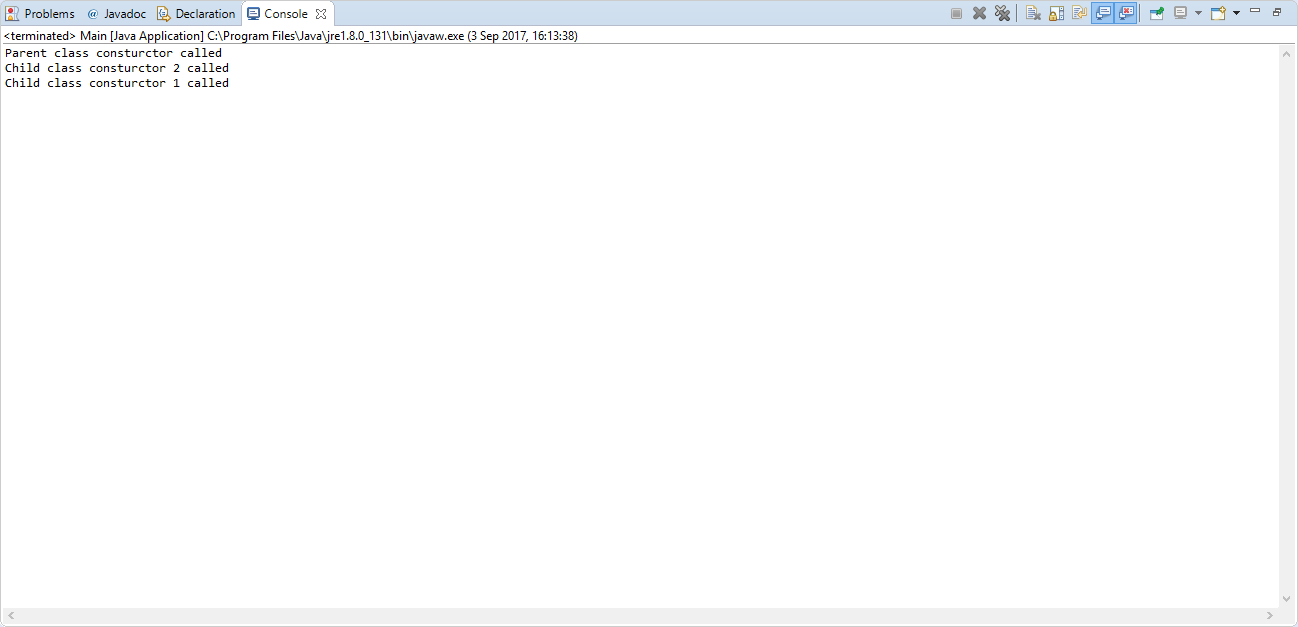 Problems @ Javadoc Declaration Console
<terminated> Main [Java Application] C:\Program Files\Java\jre1.8.0_131\bin\javaw.exe (3 Sep 2017, 16:13:38)
Parent class consturctor called
Child class consturctor 2 called
Child class consturctor 1 called